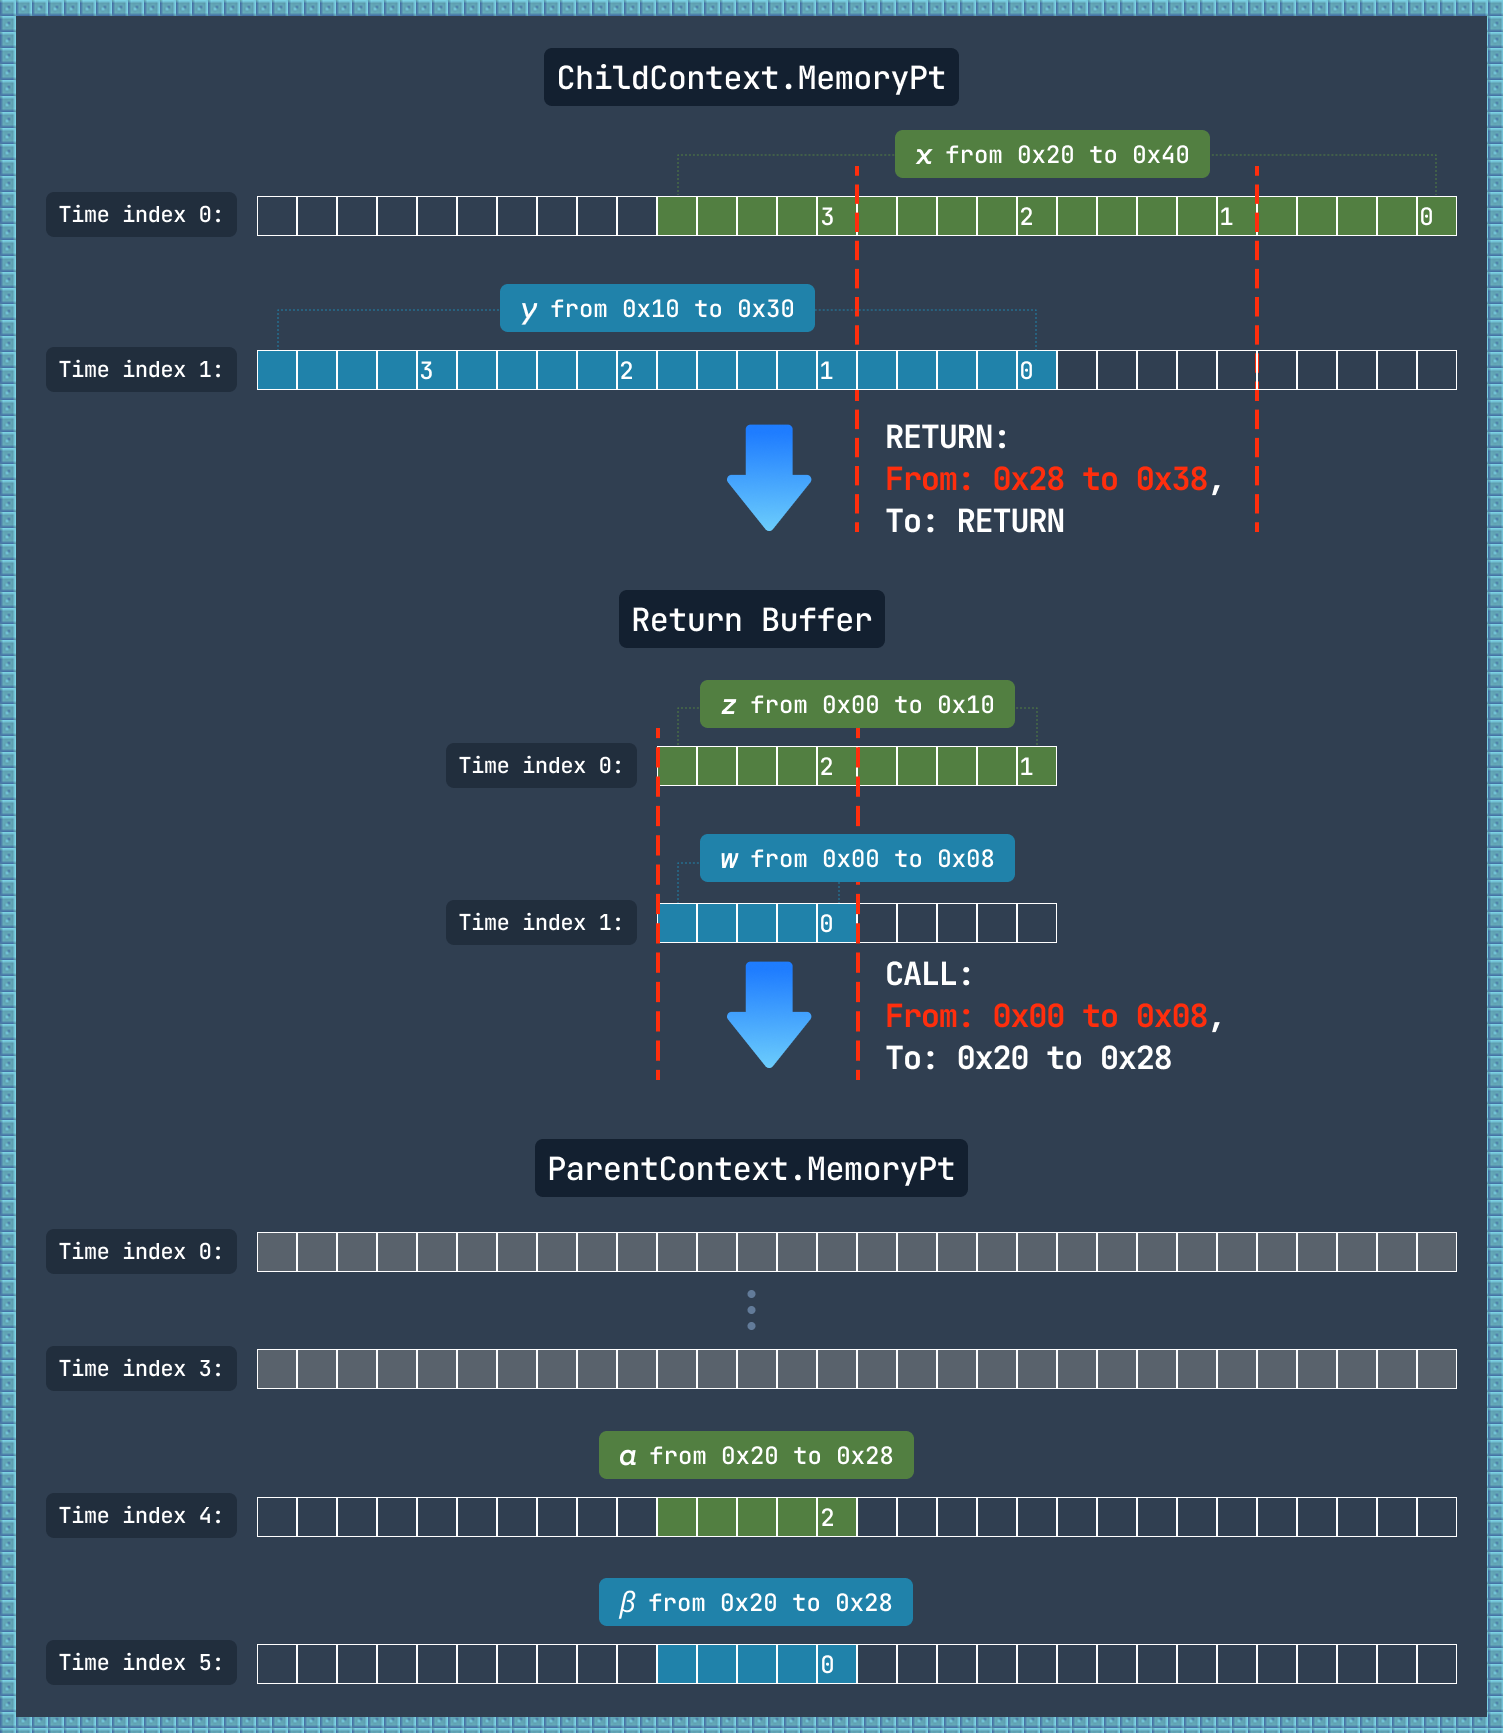 ChildContext.MemoryPt
x from 0x20 to 0x40
Time index 0: 3 2 1 0
y from 0x10 to 0x30
Time index 1: 3 2 1 0
RETURN:
From: 0x28 to 0x38,
To: RETURN
Return Buffer
z from 0x00 to 0x10
Time index 0: 2 1
w from 0x00 to 0x08
Time index 1: 0
CALL:
From: 0x00 to 0x08,
To: 0x20 to 0x28
ParentContext.MemoryPt
Time index 0:
Time index 3:
α from 0x20 to 0x28
Time index 4: 2
β from 0x20 to 0x28
Time index 5: 0